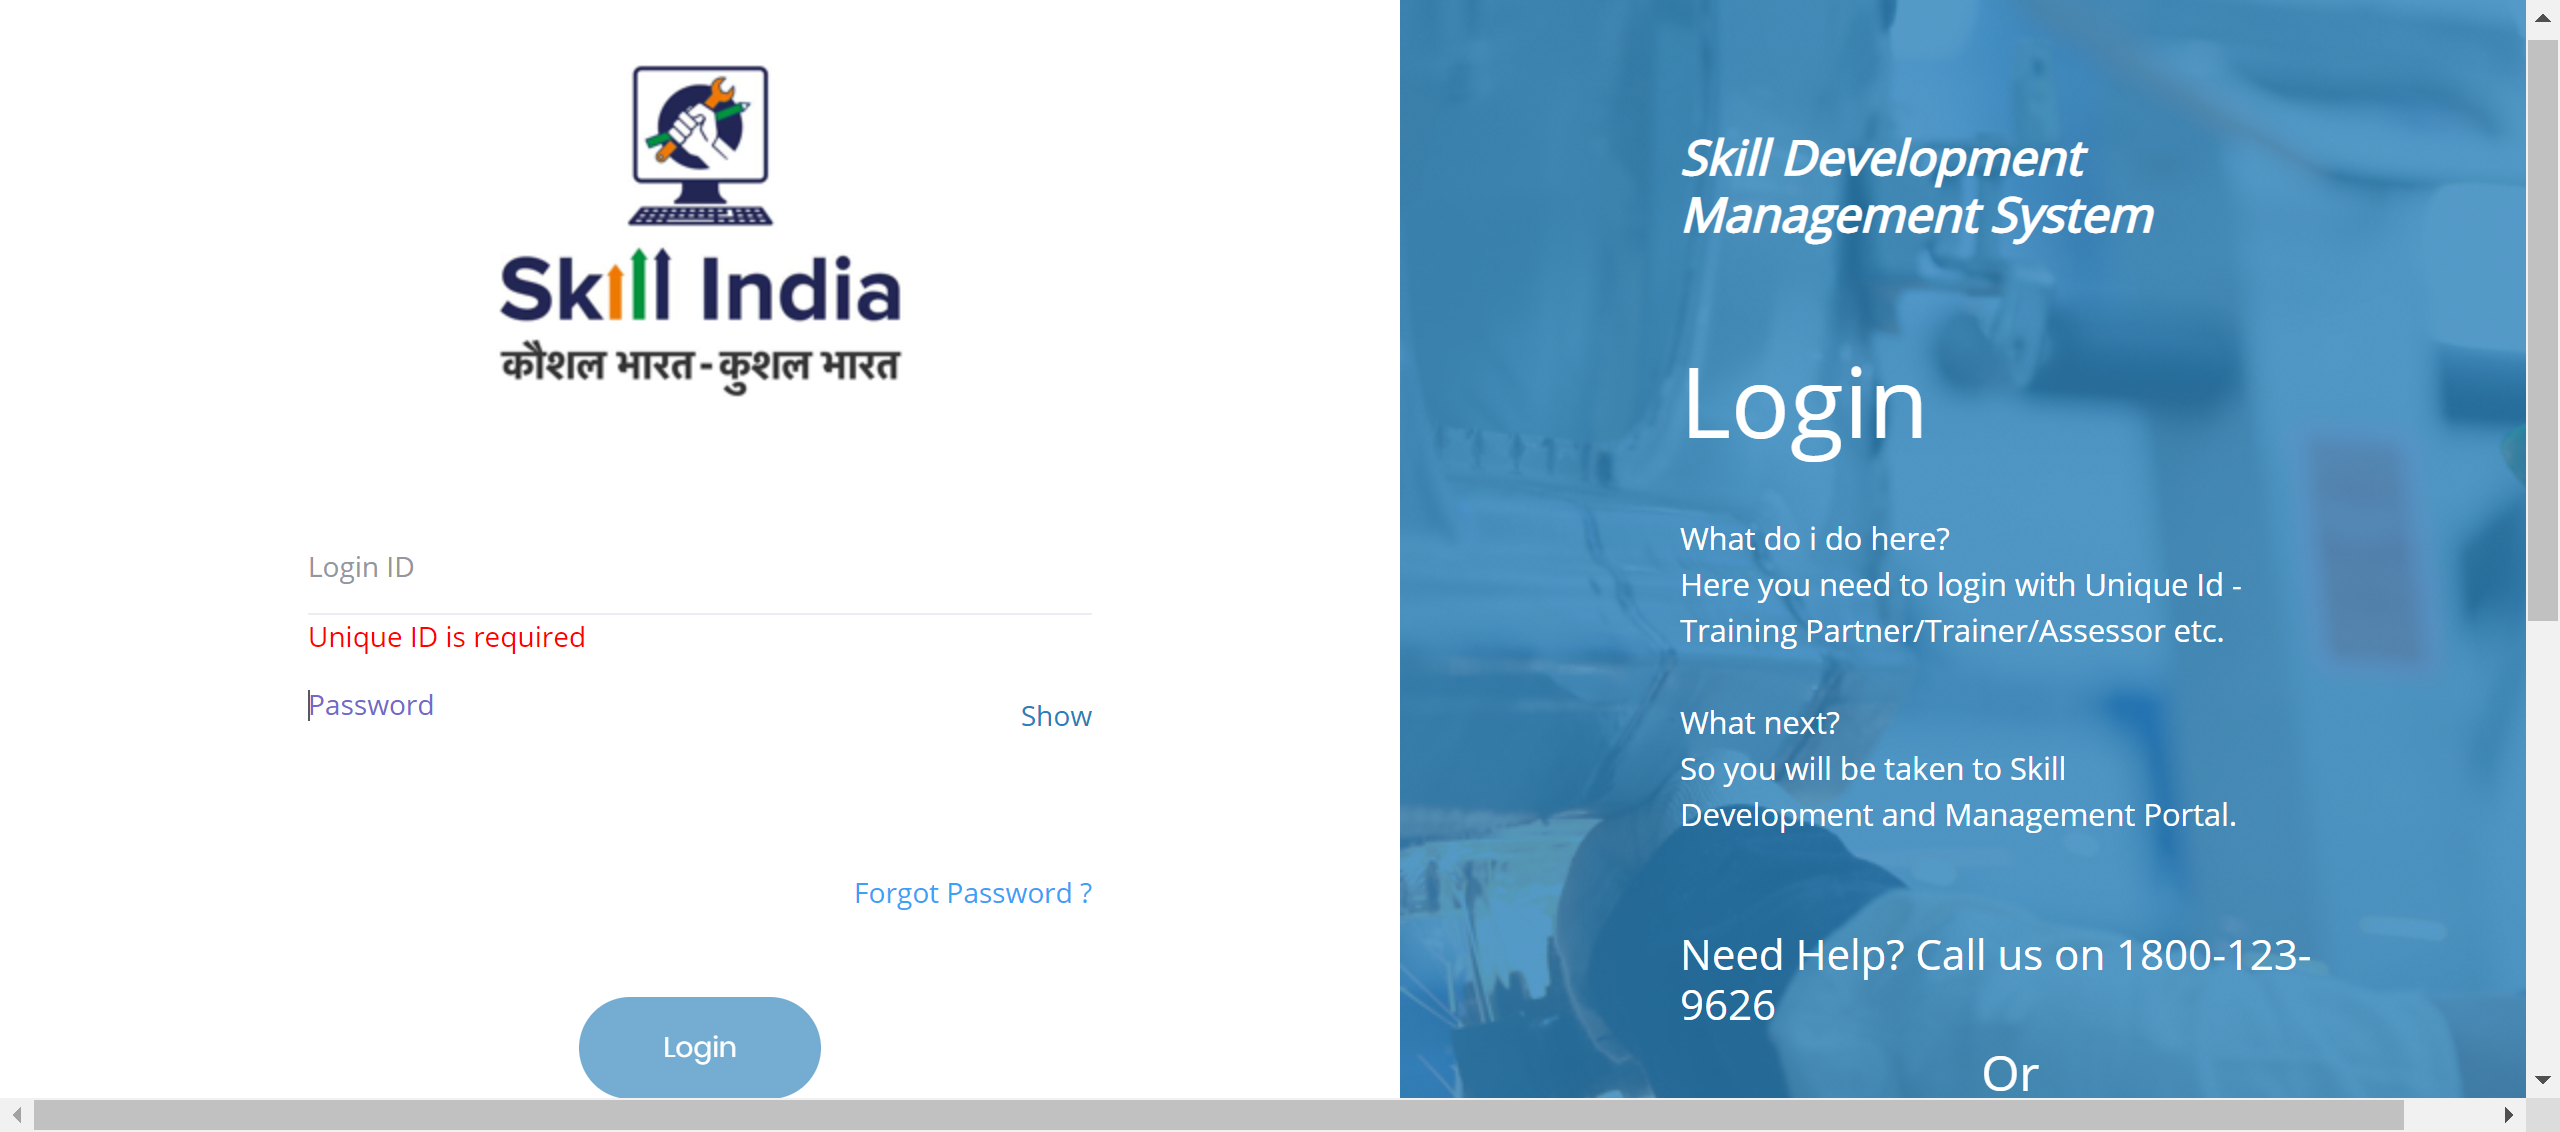 Skill India
कौशल भारत - कुशल भारत
Login ID
Unique ID is required
Password
Show
Forgot Password ?
Login
Skill Development
Management System
Login
What do i do here?
Here you need to login with Unique Id -
Training Partner/Trainer/Assessor etc.
What next?
So you will be taken to Skill
Development and Management Portal.
Need Help? Call us on 1800-123-
9626
Or